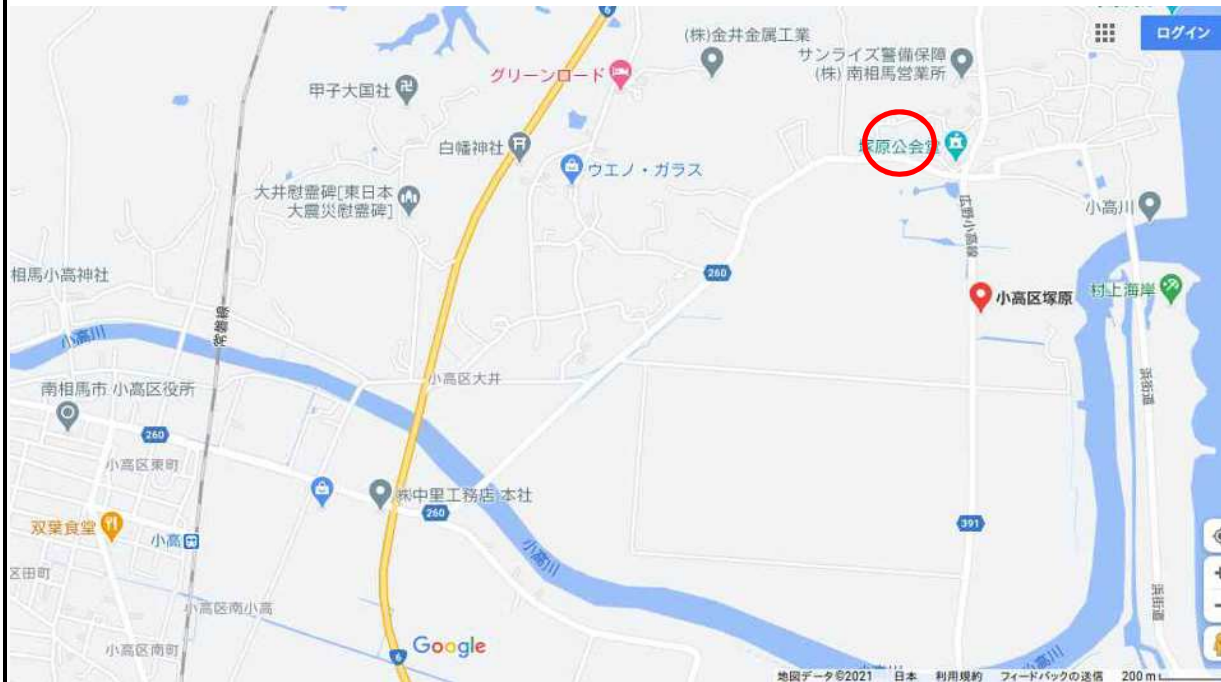 6
(株)金井金属工業
サンライズ警備保障
(株) 南相馬営業所
ログイン
グリーンロード
甲子大国社
白幡神社
塚原公会堂
ウエノ・ガラス
大井慰霊碑[東日本
大震災慰霊碑]
小高川
広野小高線
相馬小高神社
260
小高区塚原
村上海岸
小高川
常磐線
小高区大井
浜街道
南相馬市 小高区役所
260
小高区東町
㈱中里工務店 本社
260
391
双葉食堂
小高
小高川
区田町
小高区南小高
浜街道
小高区南町
Google
6
小高川
地図データ ©2021 日本 利用規約 フィードバックの送信 200 m